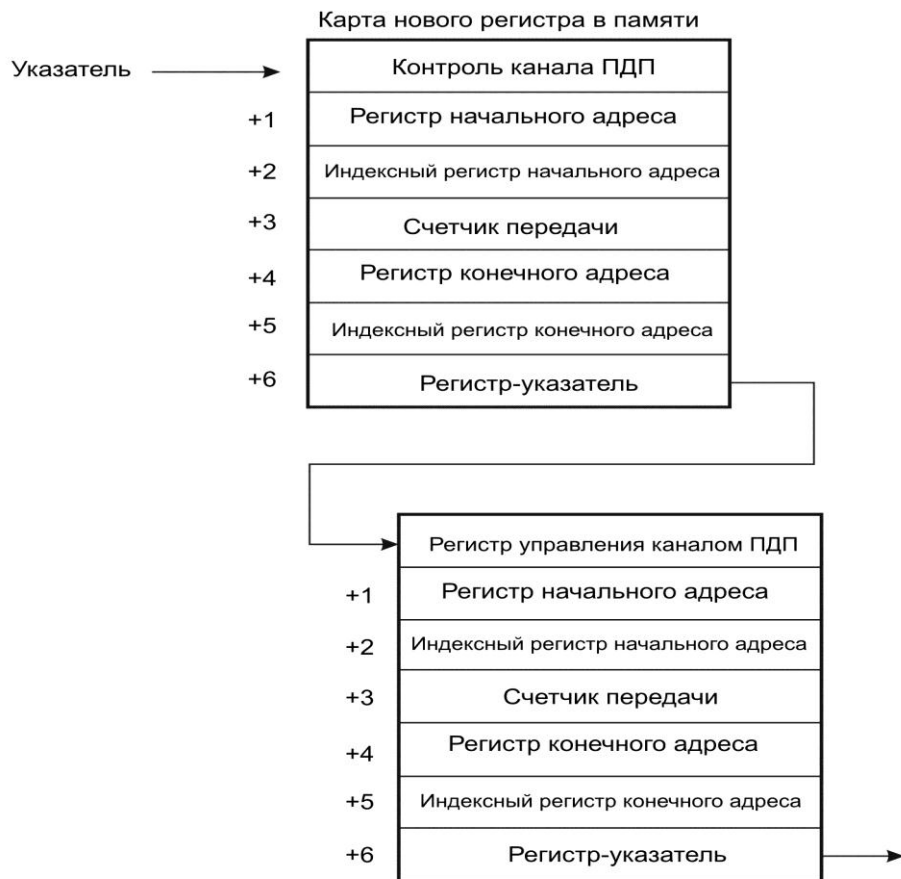 Карта нового регистра в памяти
Указатель
Контроль канала ПДП
+1 Регистр начального адреса
+2 Индексный регистр начального адреса
+3 Счетчик передачи
+4 Регистр конечного адреса
+5 Индексный регистр конечного адреса
+6 Регистр-указатель
Регистр управления каналом ПДП
+1 Регистр начального адреса
+2 Индексный регистр начального адреса
+3 Счетчик передачи
+4 Регистр конечного адреса
+5 Индексный регистр конечного адреса
+6 Регистр-указатель